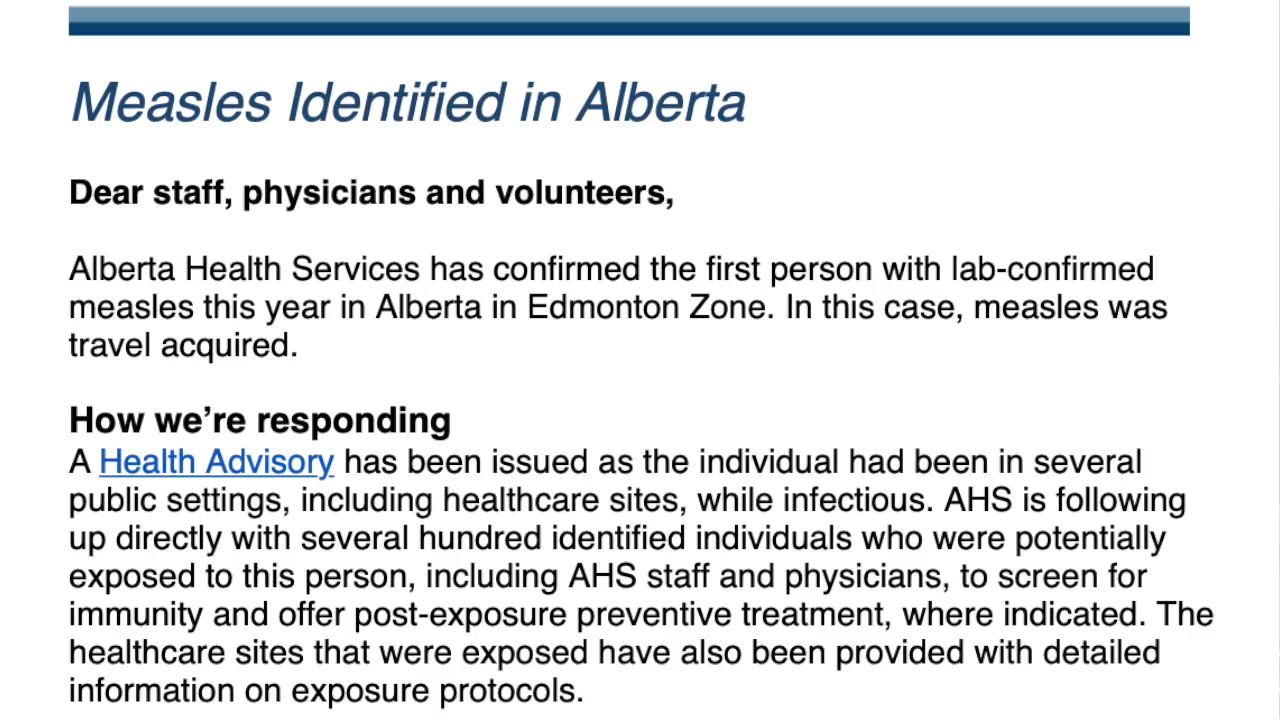 Measles Identified in Alberta
Dear staff, physicians and volunteers,
Alberta Health Services has confirmed the first person with lab-confirmed
measles this year in Alberta in Edmonton Zone. In this case, measles was
travel acquired.
How we’re responding
A Health Advisory has been issued as the individual had been in several
public settings, including healthcare sites, while infectious. AHS is following
up directly with several hundred identified individuals who were potentially
exposed to this person, including AHS staff and physicians, to screen for
immunity and offer post-exposure preventive treatment, where indicated. The
healthcare sites that were exposed have also been provided with detailed
information on exposure protocols.